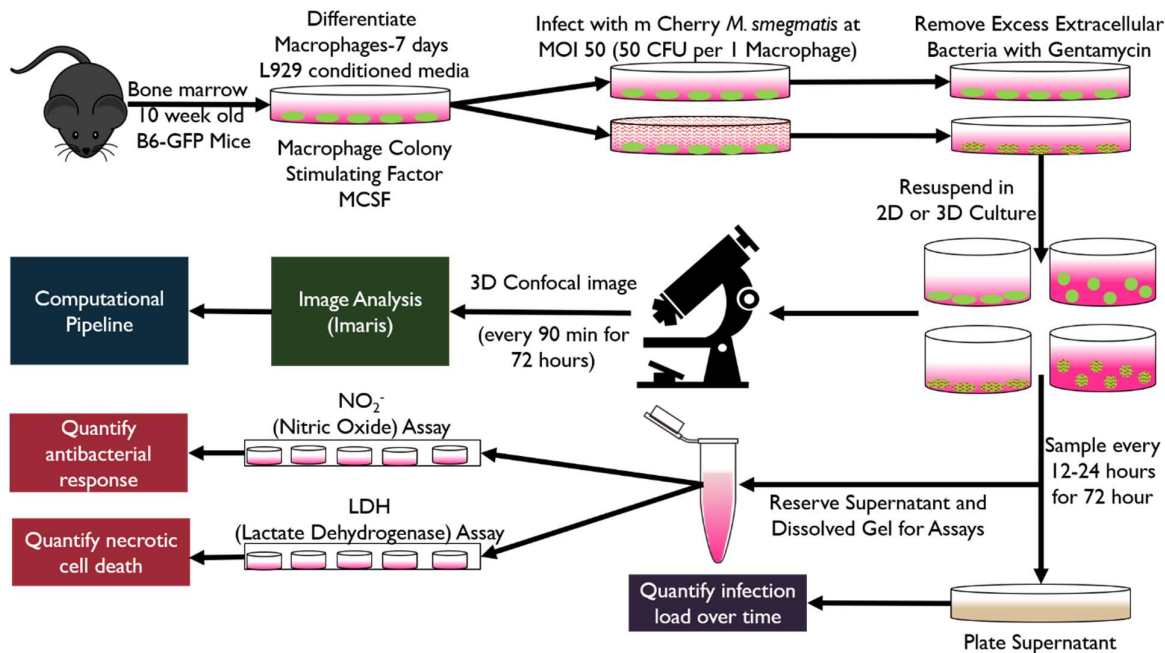 Differentiate
Macrophages-7 days
L929 conditioned media
Infect with m Cherry M. smegmatis at
MOI 50 (50 CFU per 1 Macrophage)
Remove Excess Extracellular
Bacteria with Gentamycin
Bone marrow
10 week old
B6-GFP Mice
Macrophage Colony
Stimulating Factor
MCSF
Resuspend in
2D or 3D Culture
Computational
Pipeline
Image Analysis
(Imaris)
3D Confocal image
(every 90 min for
72 hours)
NO₂⁻
(Nitric Oxide) Assay
Quantify
antibacterial
response
Sample every
12-24 hours
for 72 hour
Reserve Supernatant and
Dissolved Gel for Assays
LDH
(Lactate Dehydrogenase) Assay
Quantify necrotic
cell death
Quantify infection
load over time
Plate Supernatant